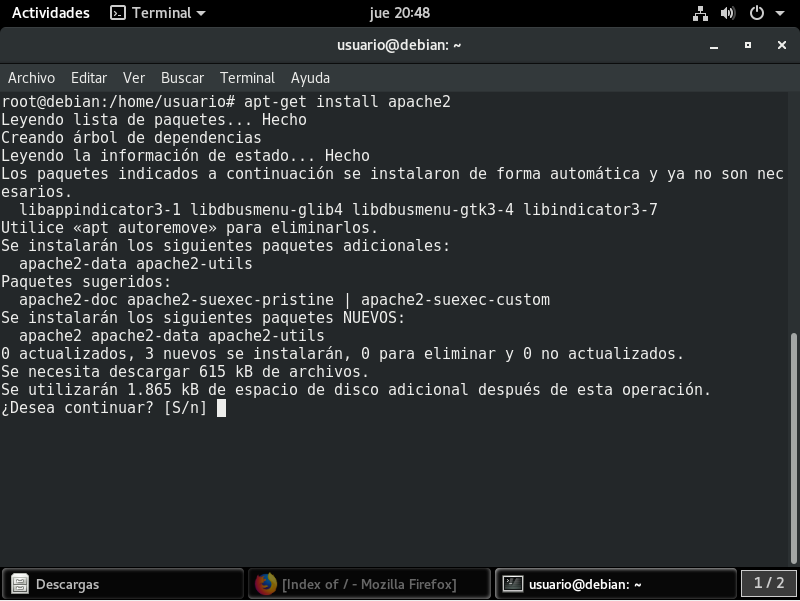 Actividades Terminal jue 20:48
usuario@debian: ~
Archivo Editar Ver Buscar Terminal Ayuda
root@debian:/home/usuario# apt-get install apache2
Leyendo lista de paquetes... Hecho
Creando árbol de dependencias
Leyendo la información de estado... Hecho
Los paquetes indicados a continuación se instalaron de forma automática y ya no son nec
esarios.
  libappindicator3-1 libdbusmenu-glib4 libdbusmenu-gtk3-4 libindicator3-7
Utilice «apt autoremove» para eliminarlos.
Se instalarán los siguientes paquetes adicionales:
  apache2-data apache2-utils
Paquetes sugeridos:
  apache2-doc apache2-suexec-pristine | apache2-suexec-custom
Se instalarán los siguientes paquetes NUEVOS:
  apache2 apache2-data apache2-utils
0 actualizados, 3 nuevos se instalarán, 0 para eliminar y 0 no actualizados.
Se necesita descargar 615 kB de archivos.
Se utilizarán 1.865 kB de espacio de disco adicional después de esta operación.
¿Desea continuar? [S/n]
Descargas [Index of / - Mozilla Firefox] usuario@debian: ~ 1 / 2